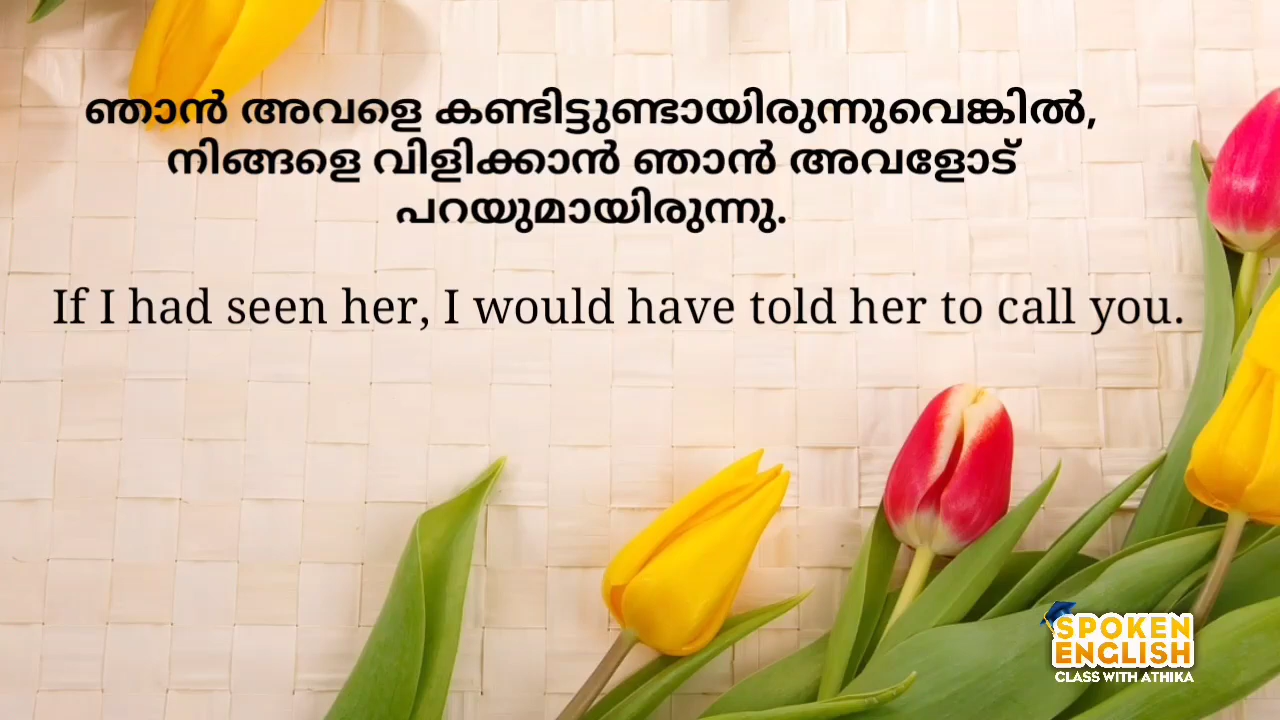 ഞാൻ അവളെ കണ്ടിട്ടുണ്ടായിരുന്നുവെങ്കിൽ,
നിങ്ങളെ വിളിക്കാൻ ഞാൻ അവളോട്
പറയുമായിരുന്നു.
If I had seen her, I would have told her to call you.
SPOKEN
ENGLISH
CLASS WITH ATHIKA